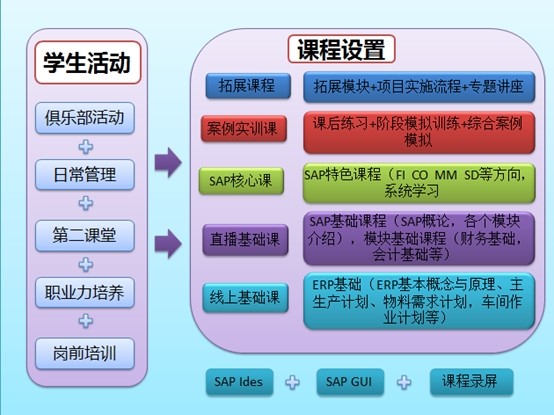 学生活动
俱乐部活动
日常管理
第二课堂
职业力培养
岗前培训
课程设置
拓展课程
拓展模块+项目实施流程+专题讲座
案例实训课
课后练习+阶段模拟训练+综合案例
模拟
SAP核心课
SAP特色课程（FI CO MM SD等方向，
系统学习
直播基础课
SAP基础课程（SAP概论，各个模块
介绍），模块基础课程（财务基础，
会计基础等）
线上基础课
ERP基础（ERP基本概念与原理、主
生产计划、物料需求计划，车间作
业计划等）
SAP Ides
SAP GUI
课程录屏